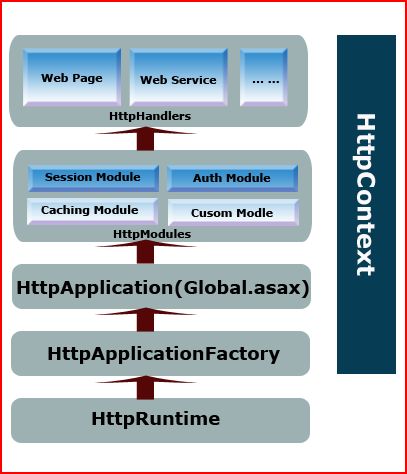 Web Page
Web Service
... ...
HttpHandlers
Session Module
Auth Module
Caching Module
Cusom Modle
HttpModules
HttpApplication(Global.asax)
HttpApplicationFactory
HttpRuntime
HttpContext